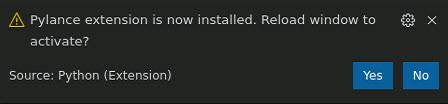 Pylance extension is now installed. Reload window to
activate?
Source: Python (Extension)
Yes
No